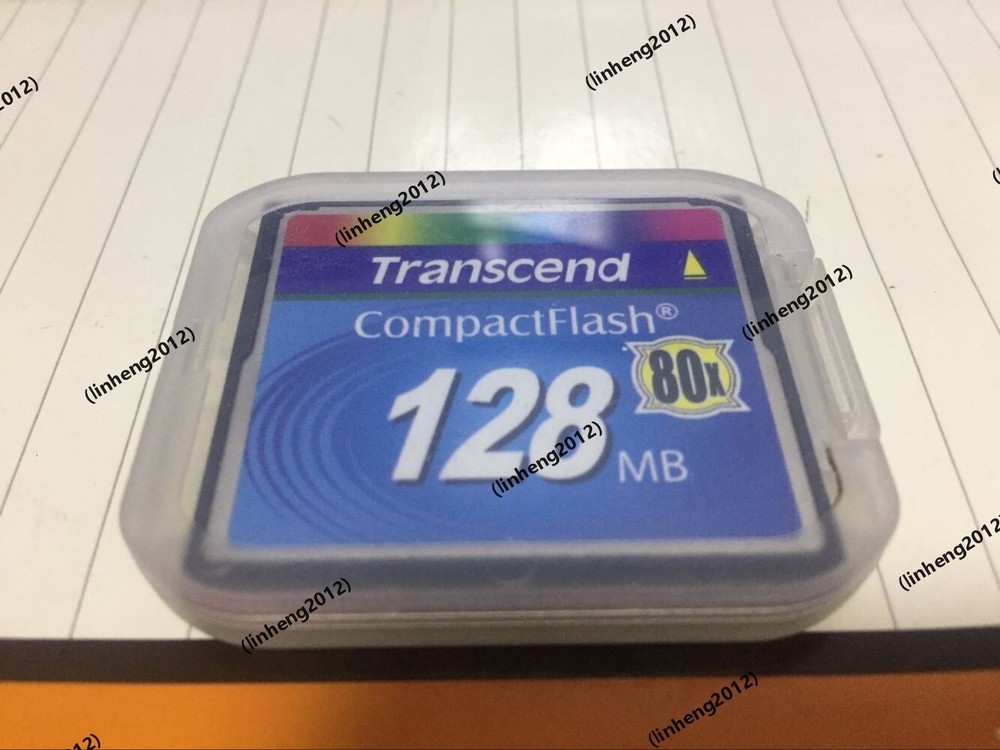 Transcend
CompactFlash®
80x
128
MB
(linheng2012)
(linheng2012)
(linheng2012)
(linheng2012)
(linheng2012)
(linheng2012)
(linheng2012)
(linheng2012)